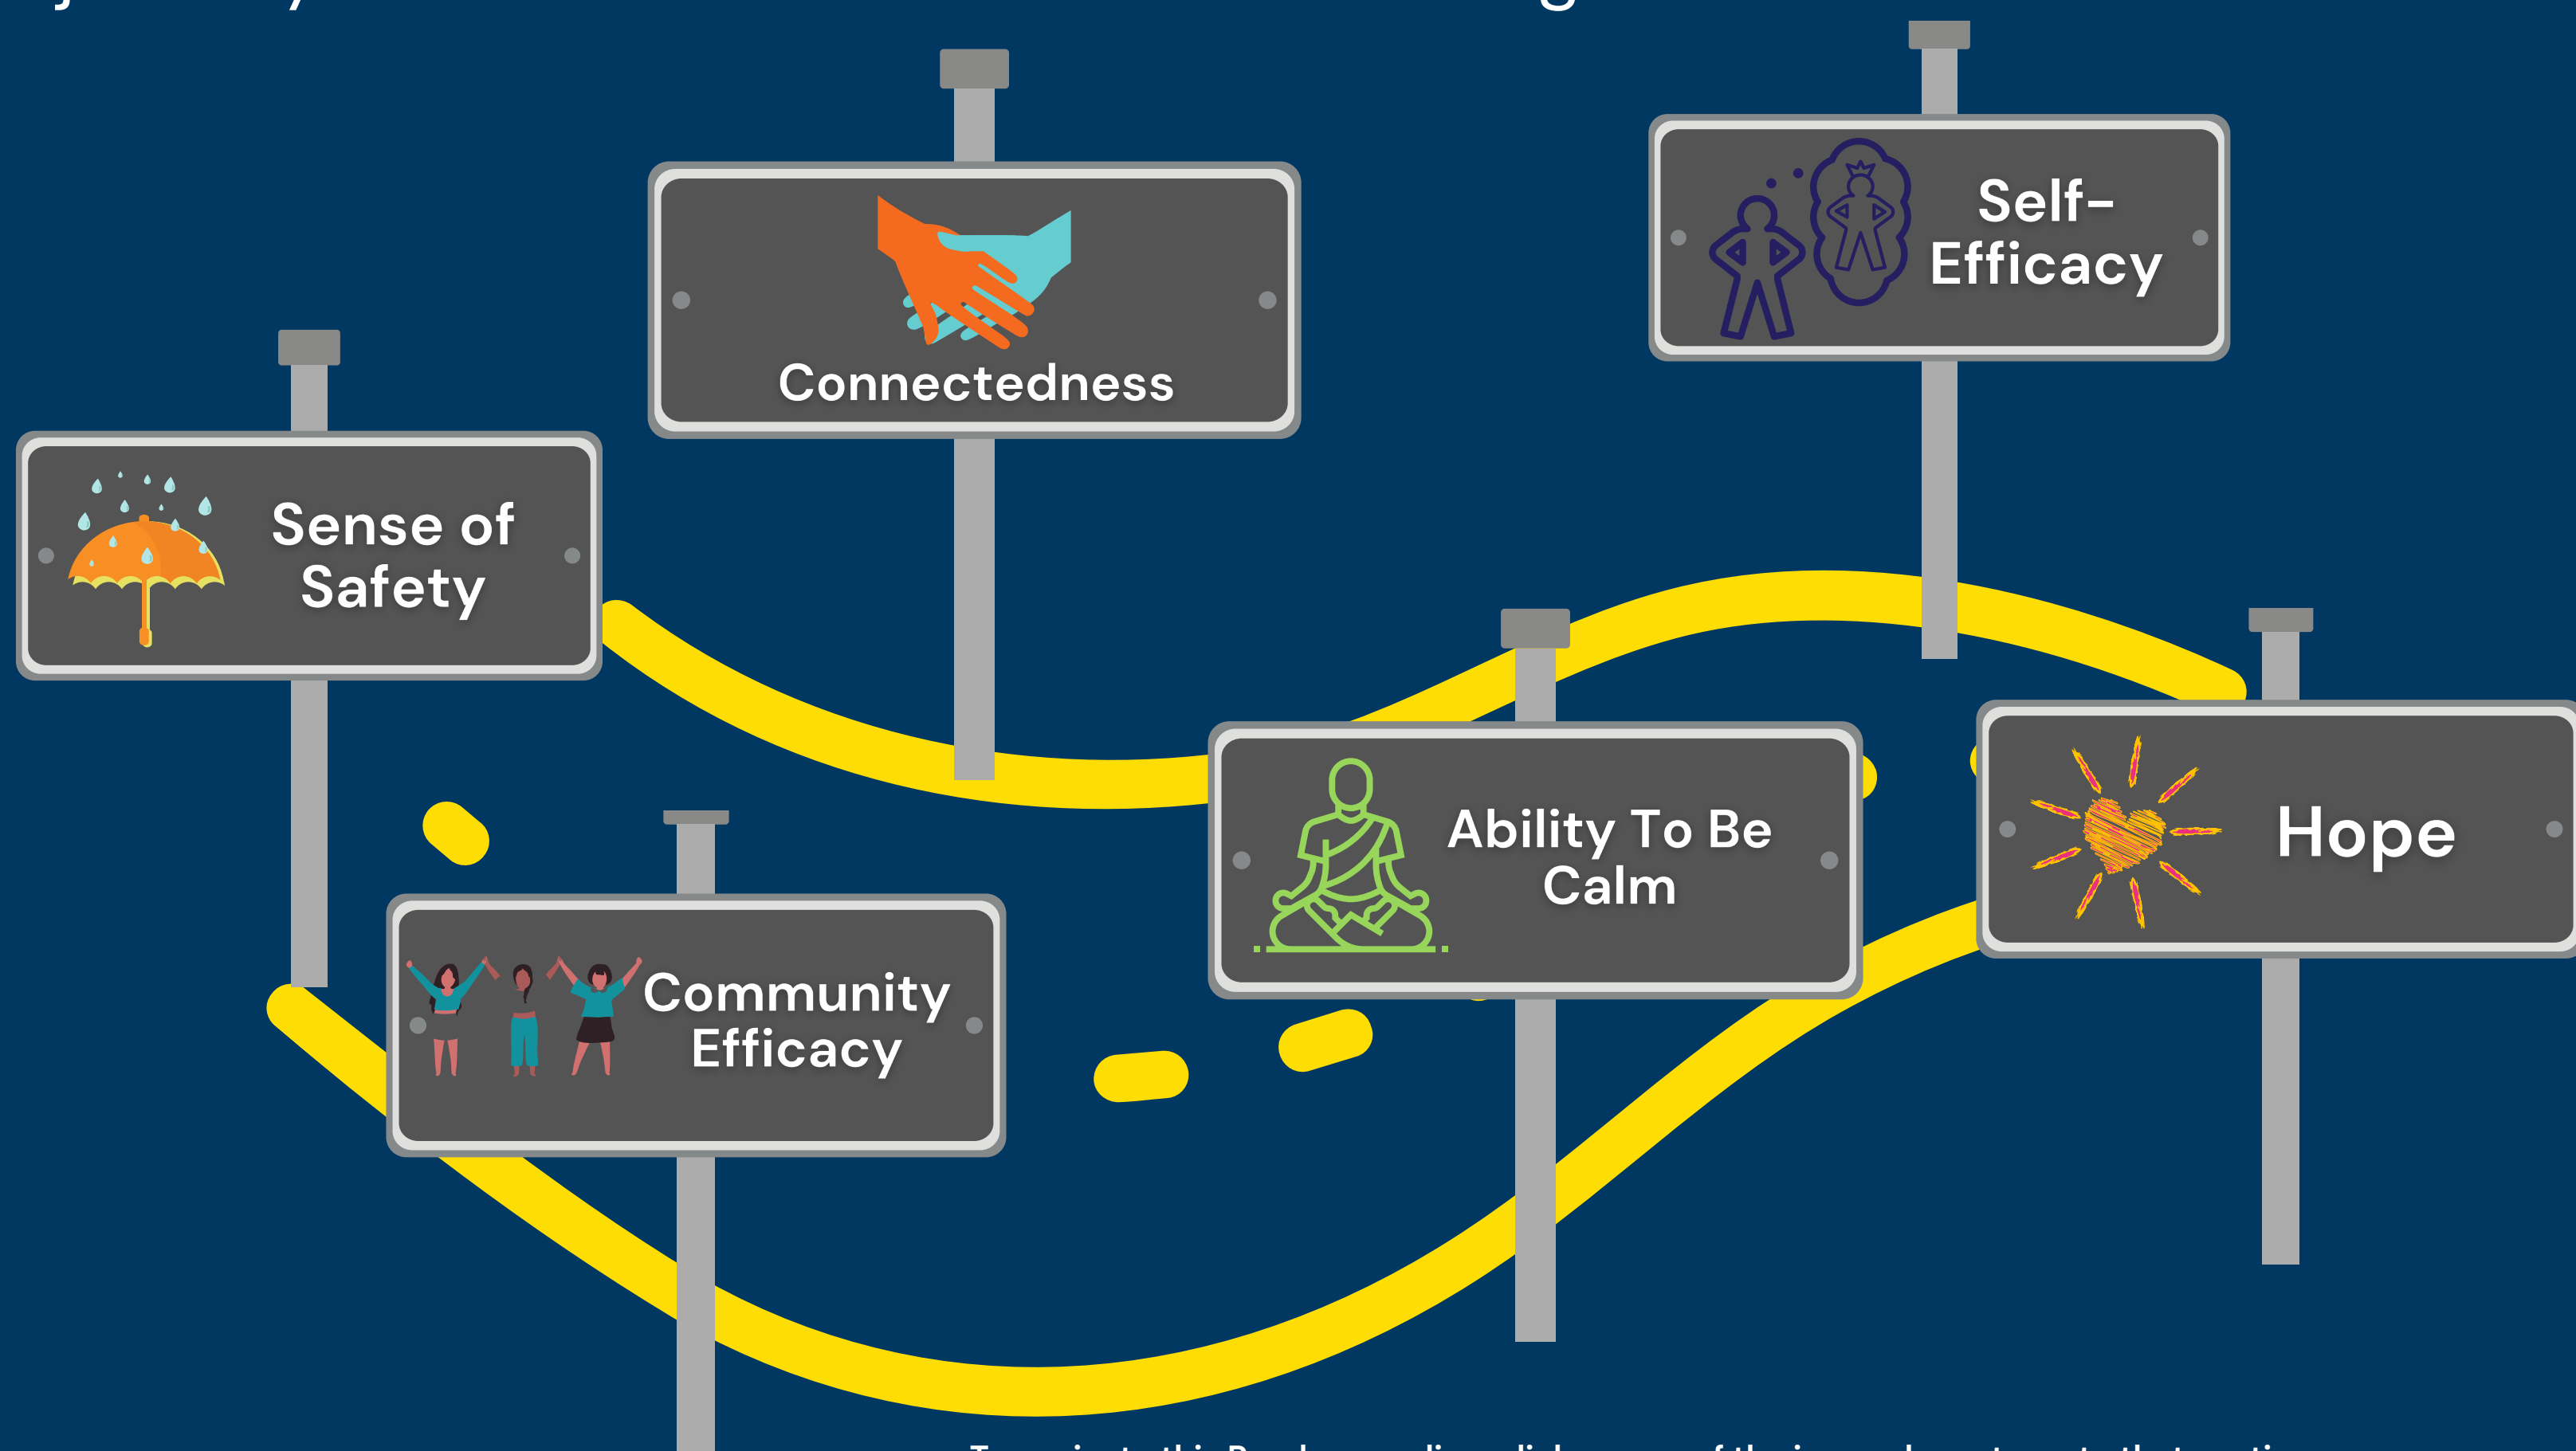 Connectedness
Self-
Efficacy
Sense of
Safety
Ability To Be
Calm
Hope
Community
Efficacy